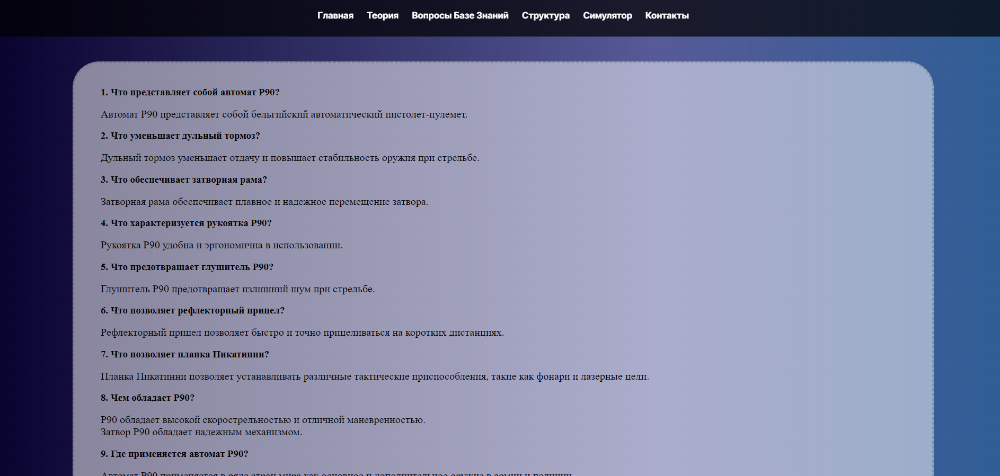 Главная Теория Вопросы Базе Знаний Структура Симулятор Контакты
1. Что представляет собой автомат P90?
Автомат P90 представляет собой бельгийский автоматический пистолет-пулемет.
2. Что уменьшает дульный тормоз?
Дульный тормоз уменьшает отдачу и повышает стабильность оружия при стрельбе.
3. Что обеспечивает затворная рама?
Затворная рама обеспечивает плавное и надежное перемещение затвора.
4. Что характеризуется рукоятка P90?
Рукоятка P90 удобна и эргономична в использовании.
5. Что предотвращает глушитель P90?
Глушитель P90 предотвращает излишний шум при стрельбе.
6. Что позволяет рефлекторный прицел?
Рефлекторный прицел позволяет быстро и точно прицеливаться на коротких дистанциях.
7. Что позволяет планка Пикатинни?
Планка Пикатинни позволяет устанавливать различные тактические приспособления, такие как фонари и лазерные цели.
8. Чем обладает P90?
P90 обладает высокой скорострельностью и отличной маневренностью.
Затвор P90 обладает надежным механизмом.
9. Где применяется автомат P90?
Автомат P90 применяется в ряде стран мира как основное и дополнительное оружие в армии и полиции.